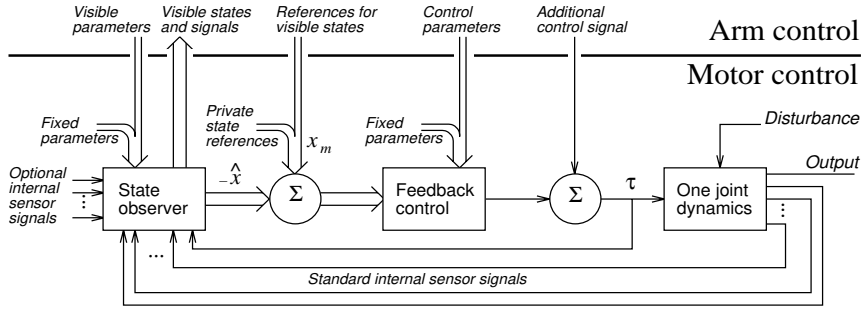 Visible
parameters
Visible states
and signals
References for
visible states
Control
parameters
Additional
control signal
Arm control
Motor control
Fixed
parameters
Private
state
references
x_m
Fixed
parameters
Disturbance
Output
Optional
internal
sensor
signals
State
observer
-x̂
Σ
Feedback
control
Σ
τ
One joint
dynamics
...
...
...
Standard internal sensor signals